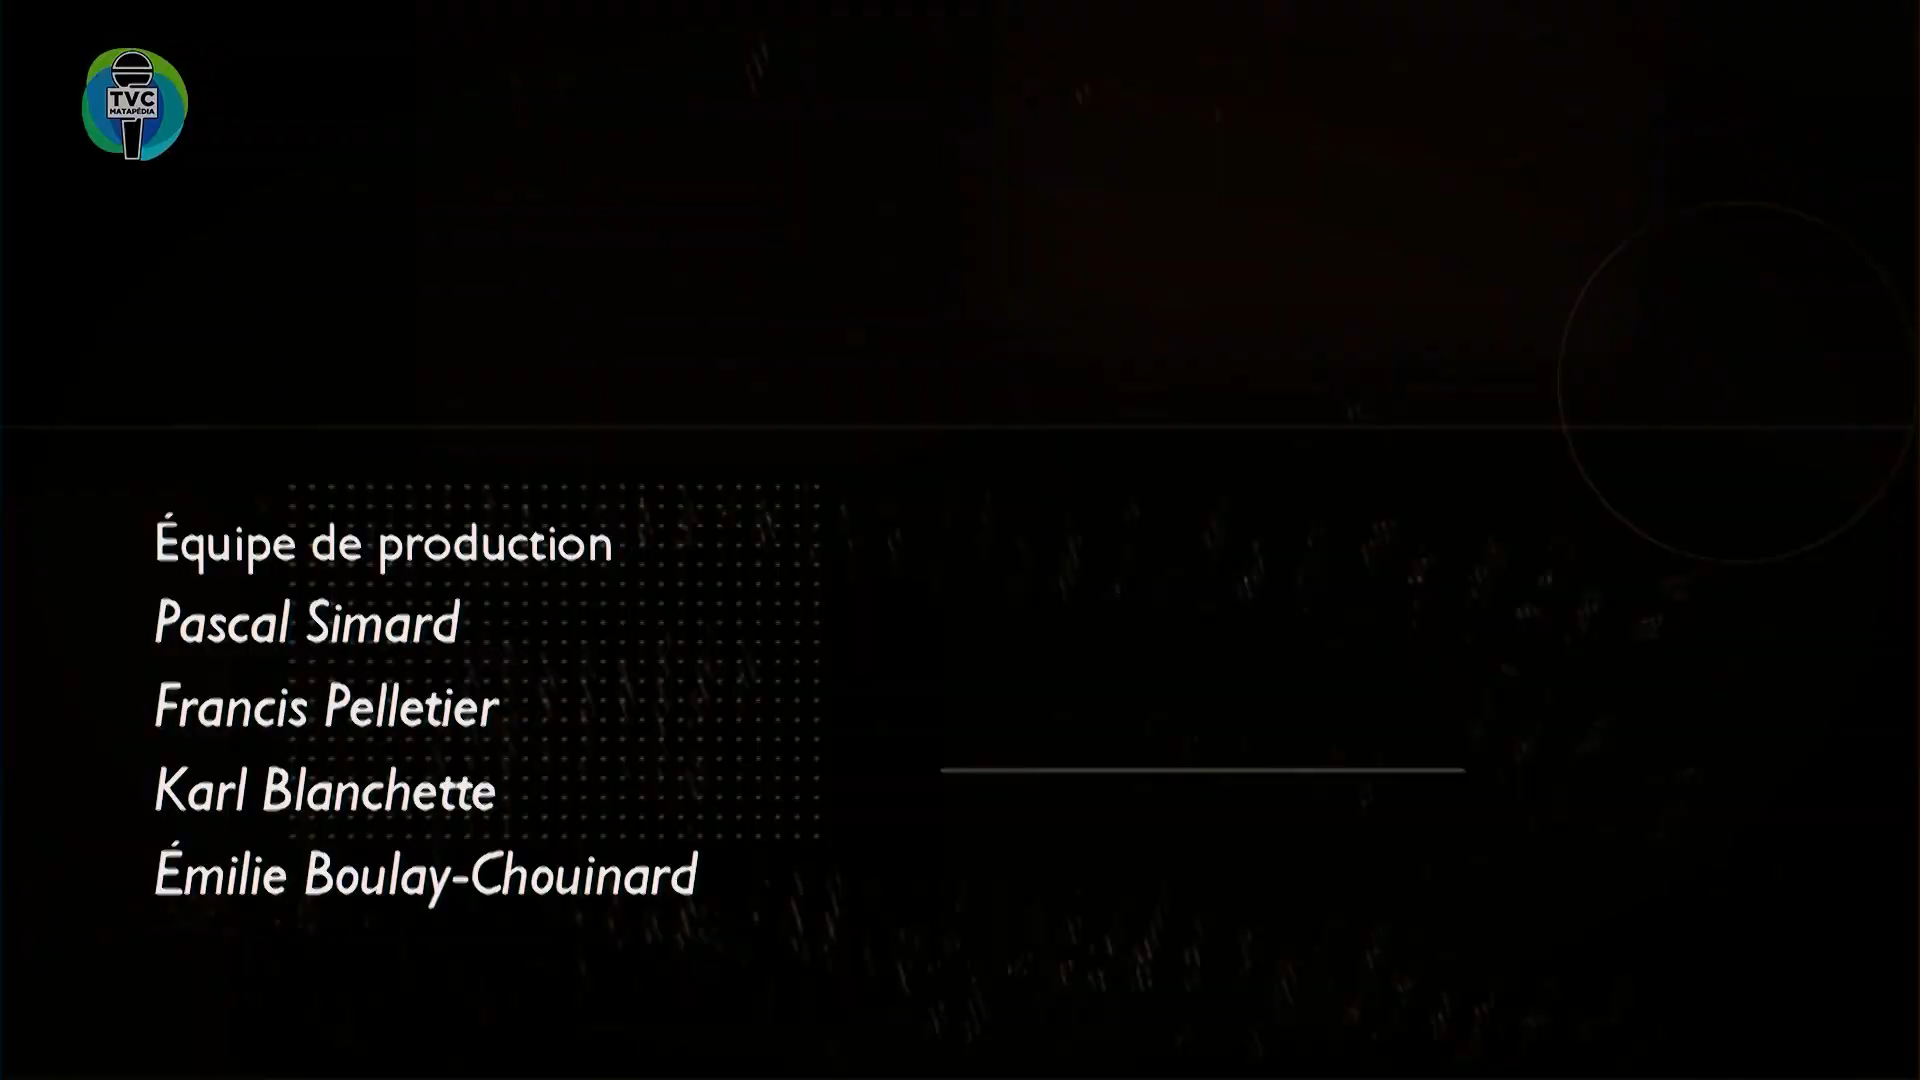 TVC
MATAPÉDIA
Équipe de production
Pascal Simard
Francis Pelletier
Karl Blanchette
Émilie Boulay-Chouinard